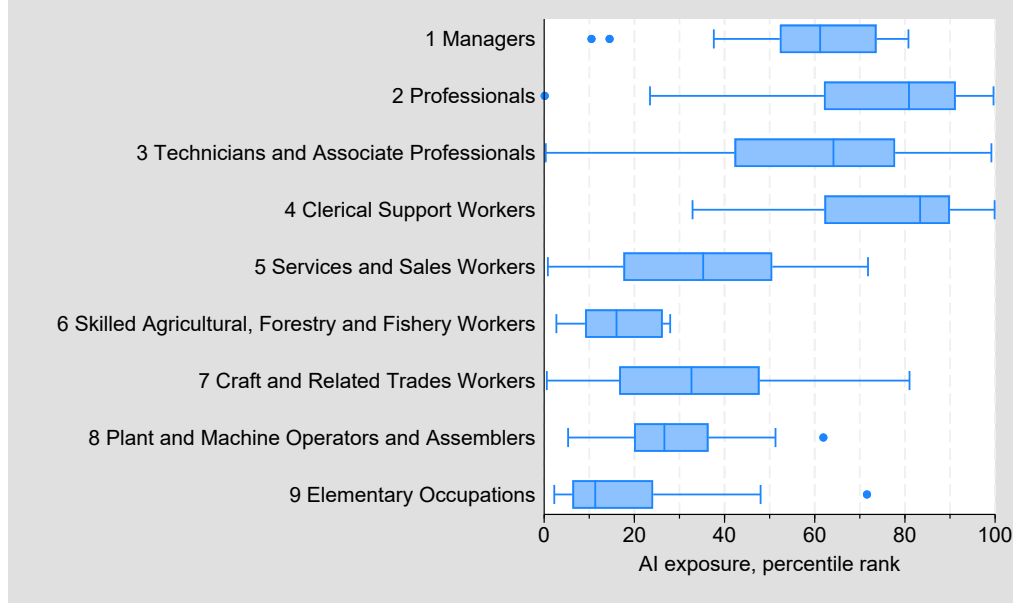 1 Managers
2 Professionals
3 Technicians and Associate Professionals
4 Clerical Support Workers
5 Services and Sales Workers
6 Skilled Agricultural, Forestry and Fishery Workers
7 Craft and Related Trades Workers
8 Plant and Machine Operators and Assemblers
9 Elementary Occupations
0 20 40 60 80 100
AI exposure, percentile rank